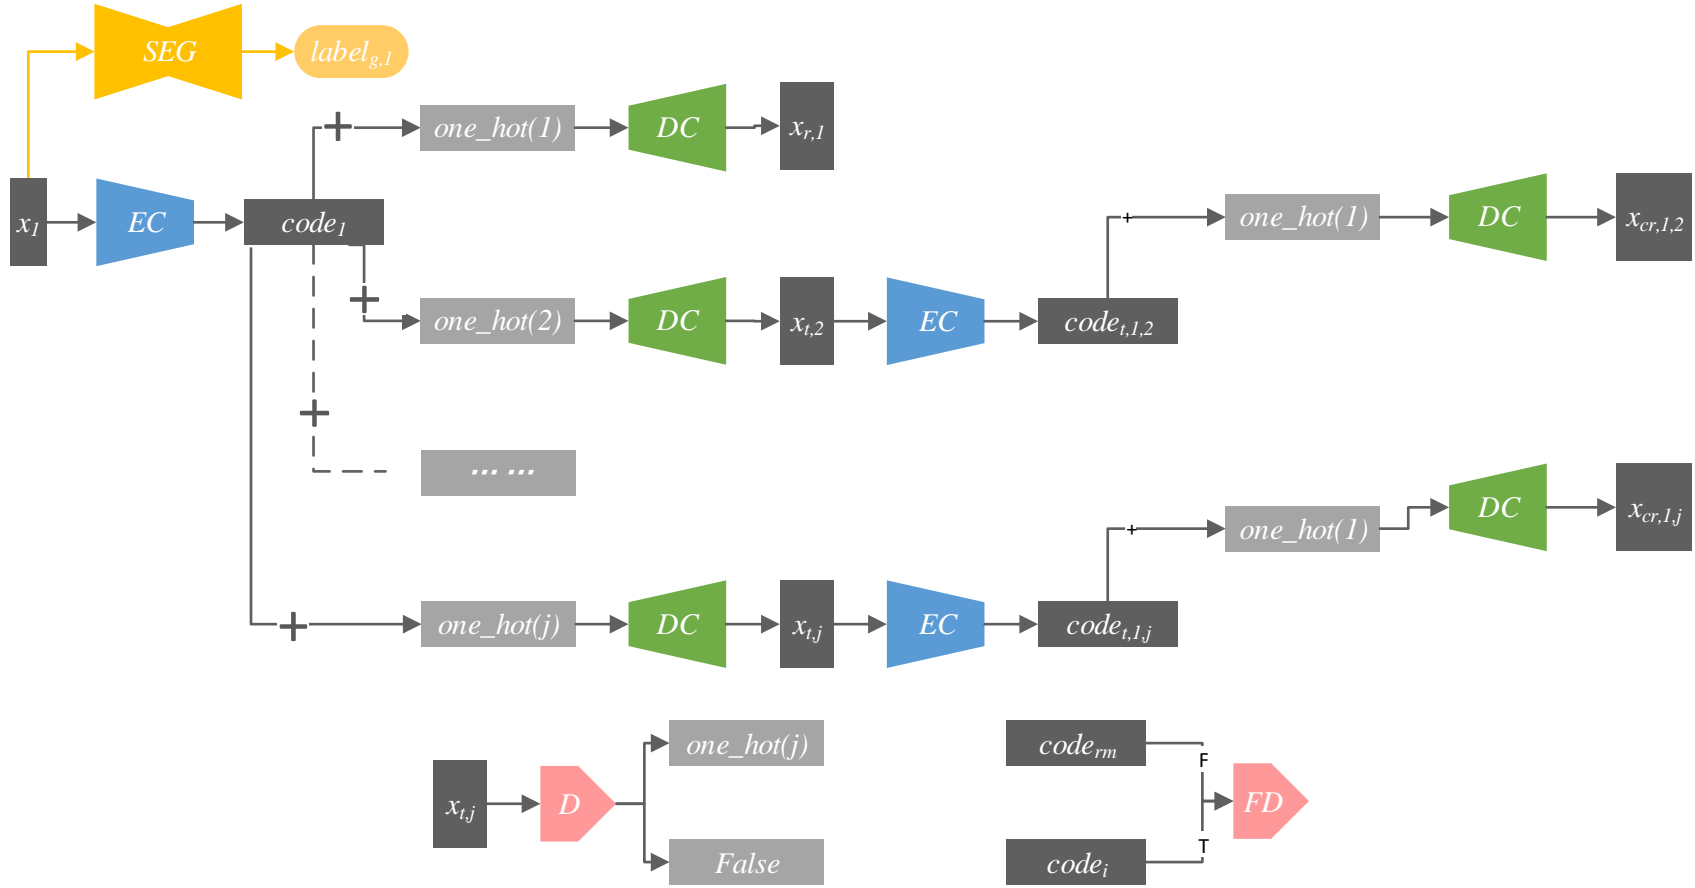 SEG
label_{g,1}
+
one_hot(1)
DC
x_{r,1}
x_1
EC
code_1
+
one_hot(1)
DC
x_{cr,1,2}
+
one_hot(2)
DC
x_{t,2}
EC
code_{t,1,2}
+
... ...
+
one_hot(1)
DC
x_{cr,1,j}
+
one_hot(j)
DC
x_{t,j}
EC
code_{t,1,j}
x_{t,j}
D
one_hot(j)
False
code_{rm}
F
FD
T
code_i